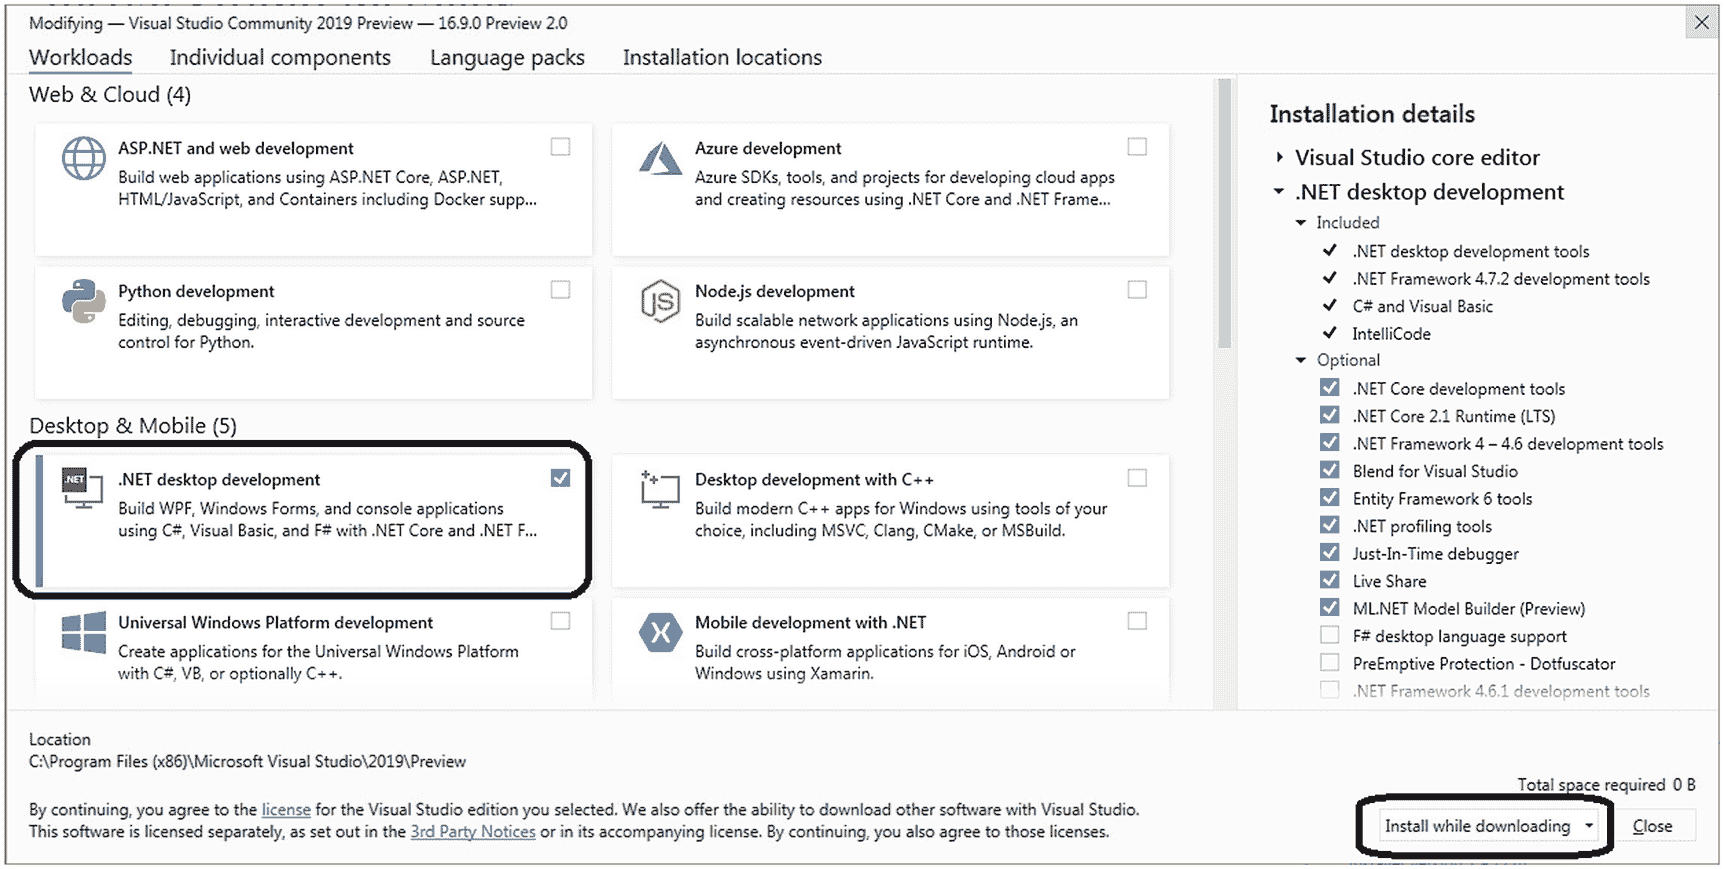 Modifying — Visual Studio Community 2019 Preview — 16.9.0 Preview 2.0
Workloads Individual components Language packs Installation locations
Web & Cloud (4)
ASP.NET and web development
Build web applications using ASP.NET Core, ASP.NET,
HTML/JavaScript, and Containers including Docker supp...
Azure development
Azure SDKs, tools, and projects for developing cloud apps
and creating resources using .NET Core and .NET Frame...
Python development
Editing, debugging, interactive development and source
control for Python.
JS
Node.js development
Build scalable network applications using Node.js, an
asynchronous event-driven JavaScript runtime.
Desktop & Mobile (5)
.NET
.NET desktop development
Build WPF, Windows Forms, and console applications
using C#, Visual Basic, and F# with .NET Core and .NET F...
Desktop development with C++
Build modern C++ apps for Windows using tools of your
choice, including MSVC, Clang, CMake, or MSBuild.
Universal Windows Platform development
Create applications for the Universal Windows Platform
with C#, VB, or optionally C++.
Mobile development with .NET
Build cross-platform applications for iOS, Android or
Windows using Xamarin.
Installation details
Visual Studio core editor
.NET desktop development
Included
.NET desktop development tools
.NET Framework 4.7.2 development tools
C# and Visual Basic
IntelliCode
Optional
.NET Core development tools
.NET Core 2.1 Runtime (LTS)
.NET Framework 4 – 4.6 development tools
Blend for Visual Studio
Entity Framework 6 tools
.NET profiling tools
Just-In-Time debugger
Live Share
ML.NET Model Builder (Preview)
F# desktop language support
PreEmptive Protection - Dotfuscator
.NET Framework 4.6.1 development tools
Location
C:\Program Files (x86)\Microsoft Visual Studio\2019\Preview
By continuing, you agree to the license for the Visual Studio edition you selected. We also offer the ability to download other software with Visual Studio.
This software is licensed separately, as set out in the 3rd Party Notices or in its accompanying license. By continuing, you also agree to those licenses.
Total space required 0 B
Install while downloading
Close